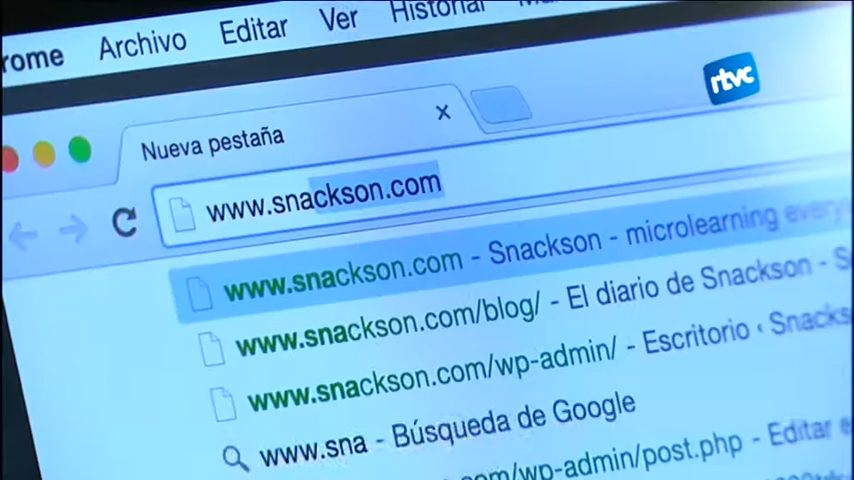 rome Archivo Editar Ver Historial
rtvc
Nueva pestaña
www.snackson.com
www.snackson.com - Snackson - microlearning every
www.snackson.com/blog/ - El diario de Snackson - S
www.snackson.com/wp-admin/ - Escritorio ‹ Snacks
www.sna - Búsqueda de Google
com/wp-admin/post.php - Editar e